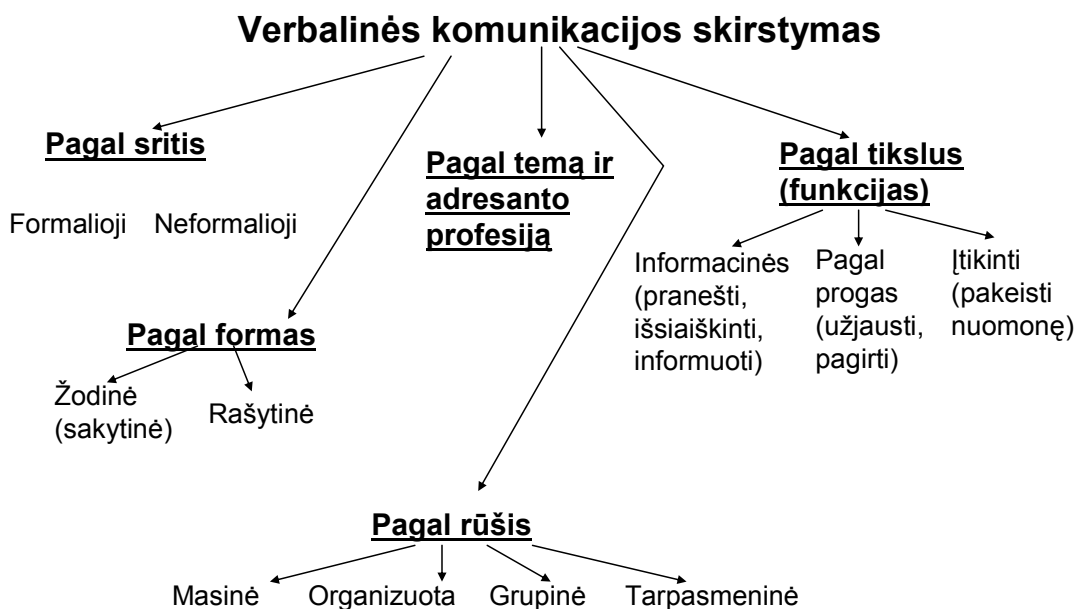 Verbalinės komunikacijos skirstymas
Pagal sritis
Formalioji Neformalioji
Pagal formas
Žodinė
(sakytinė)
Rašytinė
Pagal temą ir
adresanto
profesiją
Pagal rūšis
Masinė Organizuota Grupinė Tarpasmeninė
Pagal tikslus
(funkcijas)
Informacinės
(pranešti,
išsiaiškinti,
informuoti)
Pagal
progas
(užjausti,
pagirti)
Įtikinti
(pakeisti
nuomonę)